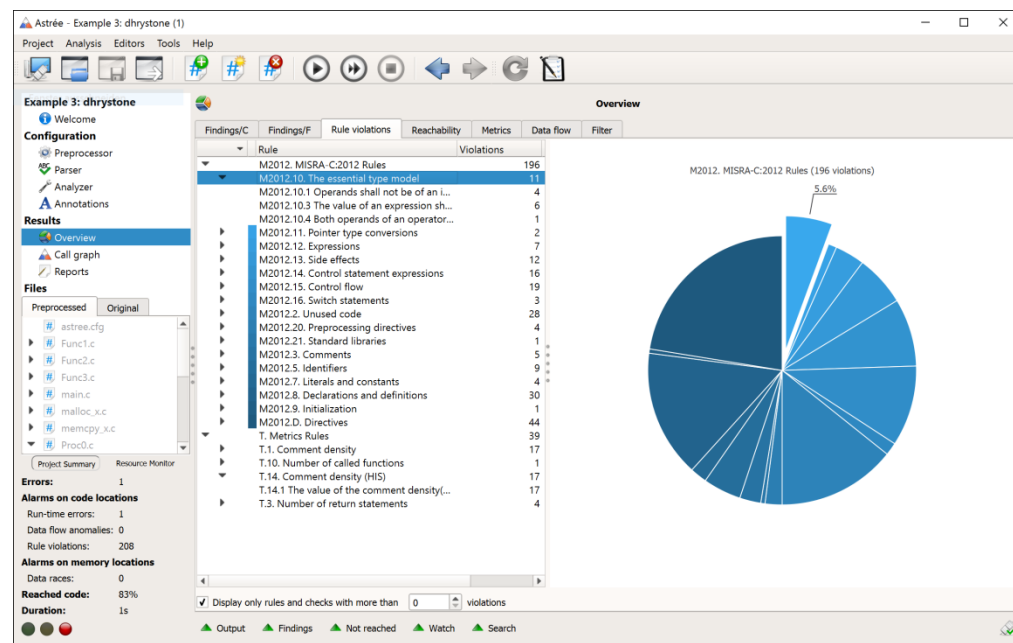 Astrée - Example 3: dhrystone (1)
Project Analysis Editors Tools Help
Example 3: dhrystone
Welcome
Configuration
Preprocessor
ABC Parser
Analyzer
Annotations
Results
Overview
Call graph
Reports
Files
Preprocessed Original
astree.cfg
Func1.c
Func2.c
Func3.c
main.c
malloc_x.c
memcpy_x.c
Proc0.c
Project Summary Resource Monitor
Errors: 1
Alarms on code locations
Run-time errors: 1
Data flow anomalies: 0
Rule violations: 208
Alarms on memory locations
Data races: 0
Reached code: 83%
Duration: 1s
Overview
Findings/C Findings/F Rule violations Reachability Metrics Data flow Filter
Rule Violations
M2012. MISRA-C:2012 Rules 196
M2012.10. The essential type model 11
M2012.10.1 Operands shall not be of an i... 4
M2012.10.3 The value of an expression sh... 6
M2012.10.4 Both operands of an operator... 1
M2012.11. Pointer type conversions 2
M2012.12. Expressions 7
M2012.13. Side effects 12
M2012.14. Control statement expressions 16
M2012.15. Control flow 19
M2012.16. Switch statements 3
M2012.2. Unused code 28
M2012.20. Preprocessing directives 4
M2012.21. Standard libraries 1
M2012.3. Comments 5
M2012.5. Identifiers 9
M2012.7. Literals and constants 4
M2012.8. Declarations and definitions 30
M2012.9. Initialization 1
M2012.D. Directives 44
T. Metrics Rules 39
T.1. Comment density 17
T.10. Number of called functions 1
T.14. Comment density (HIS) 17
T.14.1 The value of the comment density(... 17
T.3. Number of return statements 4
M2012. MISRA-C:2012 Rules (196 violations)
5.6%
Display only rules and checks with more than 0 violations
Output Findings Not reached Watch Search